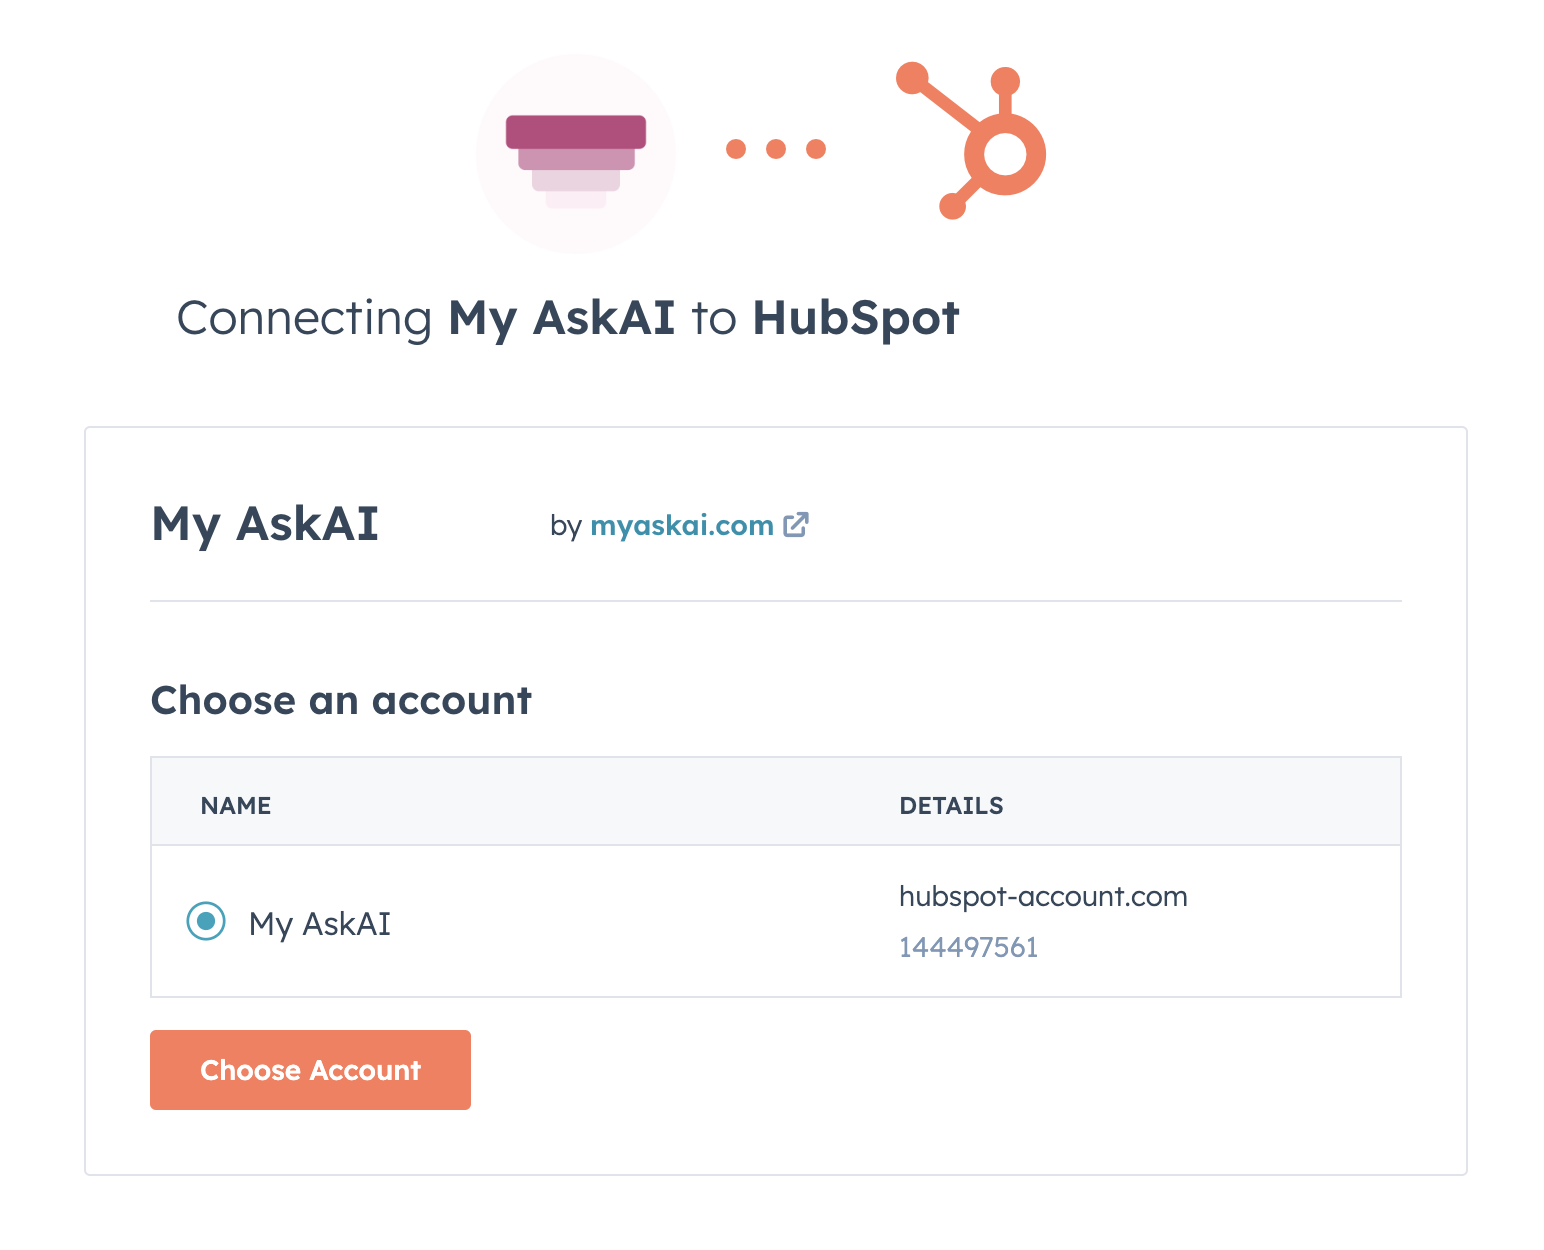 Connecting My AskAI to HubSpot
My AskAI
by myaskai.com
Choose an account
NAME
DETAILS
My AskAI
hubspot-account.com
144497561
Choose Account